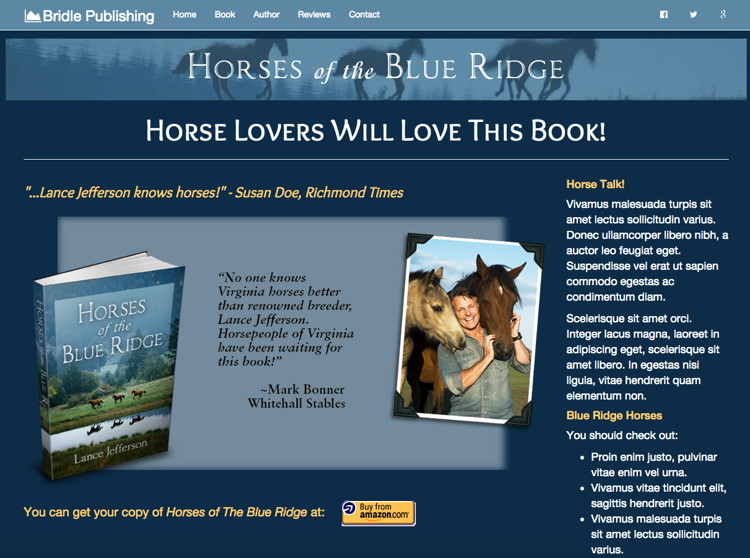 Bridle Publishing Home Book Author Reviews Contact
Horses of the Blue Ridge
Horse Lovers Will Love This Book!
"...Lance Jefferson knows horses!" - Susan Doe, Richmond Times
Horses
of the
Blue Ridge
Lance Jefferson
Horses of the Blue Ridge
“No one knows
Virginia horses better
than renowned breeder,
Lance Jefferson.
Horsepeople of Virginia
have been waiting for
this book!”
~Mark Bonner
Whitehall Stables
You can get your copy of Horses of The Blue Ridge at:
Buy from
amazon.com
Horse Talk!
Vivamus malesuada turpis sit
amet lectus sollicitudin varius.
Donec ullamcorper libero nibh, a
auctor leo feugiat eget.
Suspendisse vel erat ut sapien
commodo egestas ac
condimentum diam.
Scelerisque sit amet orci.
Integer lacus magna, laoreet in
adipiscing eget, scelerisque sit
amet libero. In egestas nisi
ligula, vitae hendrerit quam
elementum non.
Blue Ridge Horses
You should check out:
• Proin enim justo, pulvinar
vitae enim vel urna.
• Vivamus vitae tincidunt elit,
sagittis hendrerit justo.
• Vivamus malesuada turpis
sit amet lectus sollicitudin
varius.